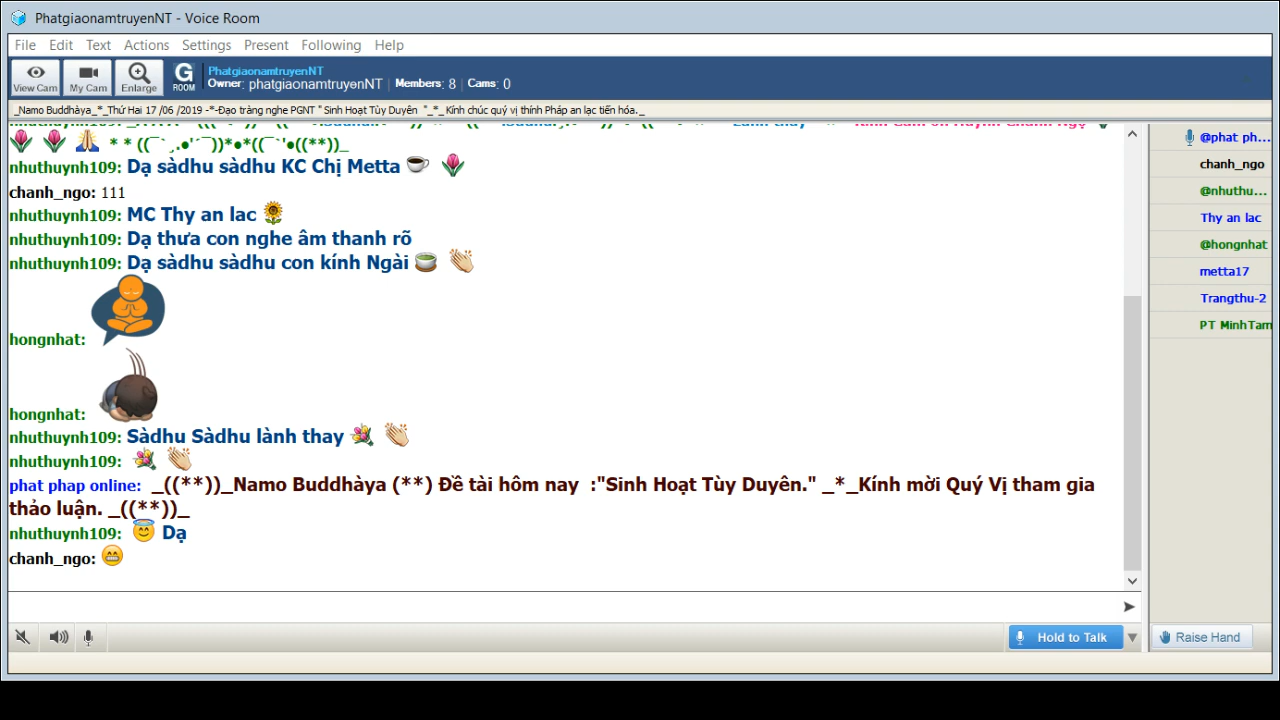 PhatgiaonamtruyenNT - Voice Room
File Edit Text Actions Settings Present Following Help
View Cam My Cam Enlarge G ROOM
PhatgiaonamtruyenNT
Owner: phatgiaonamtruyenNT | Members: 8 | Cams: 0
_Namo Buddhàya_*_Thứ Hai 17 /06 /2019 -*-Đạo tràng nghe PGNT " Sinh Hoạt Tùy Duyên "_*_ Kính chúc quý vị thính Pháp an lạc tiến hóa._
🌷 🌷 🙏 * * ((¯`¸.●'´¯))*●*((¯`'●((**))_
nhuthuynh109: Dạ sàdhu sàdhu KC Chị Metta ☕ 🌷
chanh_ngo: 111
nhuthuynh109: MC Thy an lac 🌻
nhuthuynh109: Dạ thưa con nghe âm thanh rõ
nhuthuynh109: Dạ sàdhu sàdhu con kính Ngài 🍵 👏
hongnhat:
hongnhat:
nhuthuynh109: Sàdhu Sàdhu lành thay 💐 👏
nhuthuynh109: 💐 👏
phat phap online: _((**))_Namo Buddhàya (**) Đề tài hôm nay :"Sinh Hoạt Tùy Duyên." _*_Kính mời Quý Vị tham gia
thảo luận. _((**))_
nhuthuynh109: 😇 Dạ
chanh_ngo: 😁
@phat ph...
chanh_ngo
@nhuthu...
Thy an lac
@hongnhat
metta17
Trangthu-2
PT MinhTam
Hold to Talk
Raise Hand